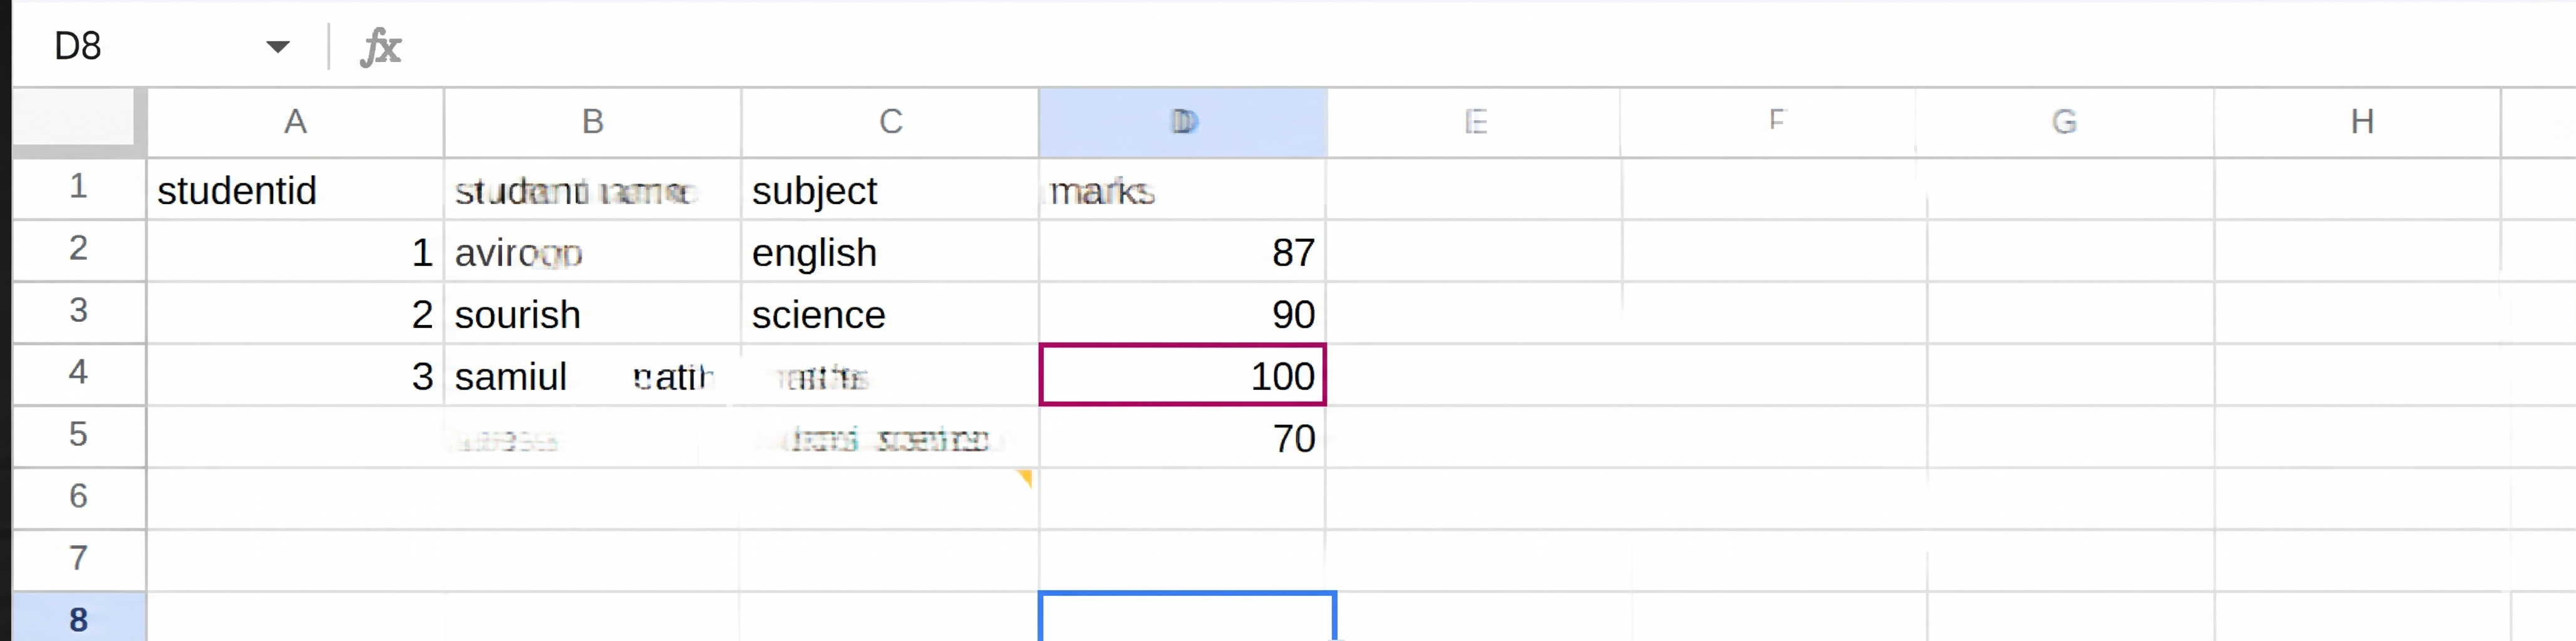 D8 fx
A B C D E F G H
1 studentid subject marks
2 1 english 87
3 2 sourish science 90
4 3 samiul 100
5 70
6
7
8